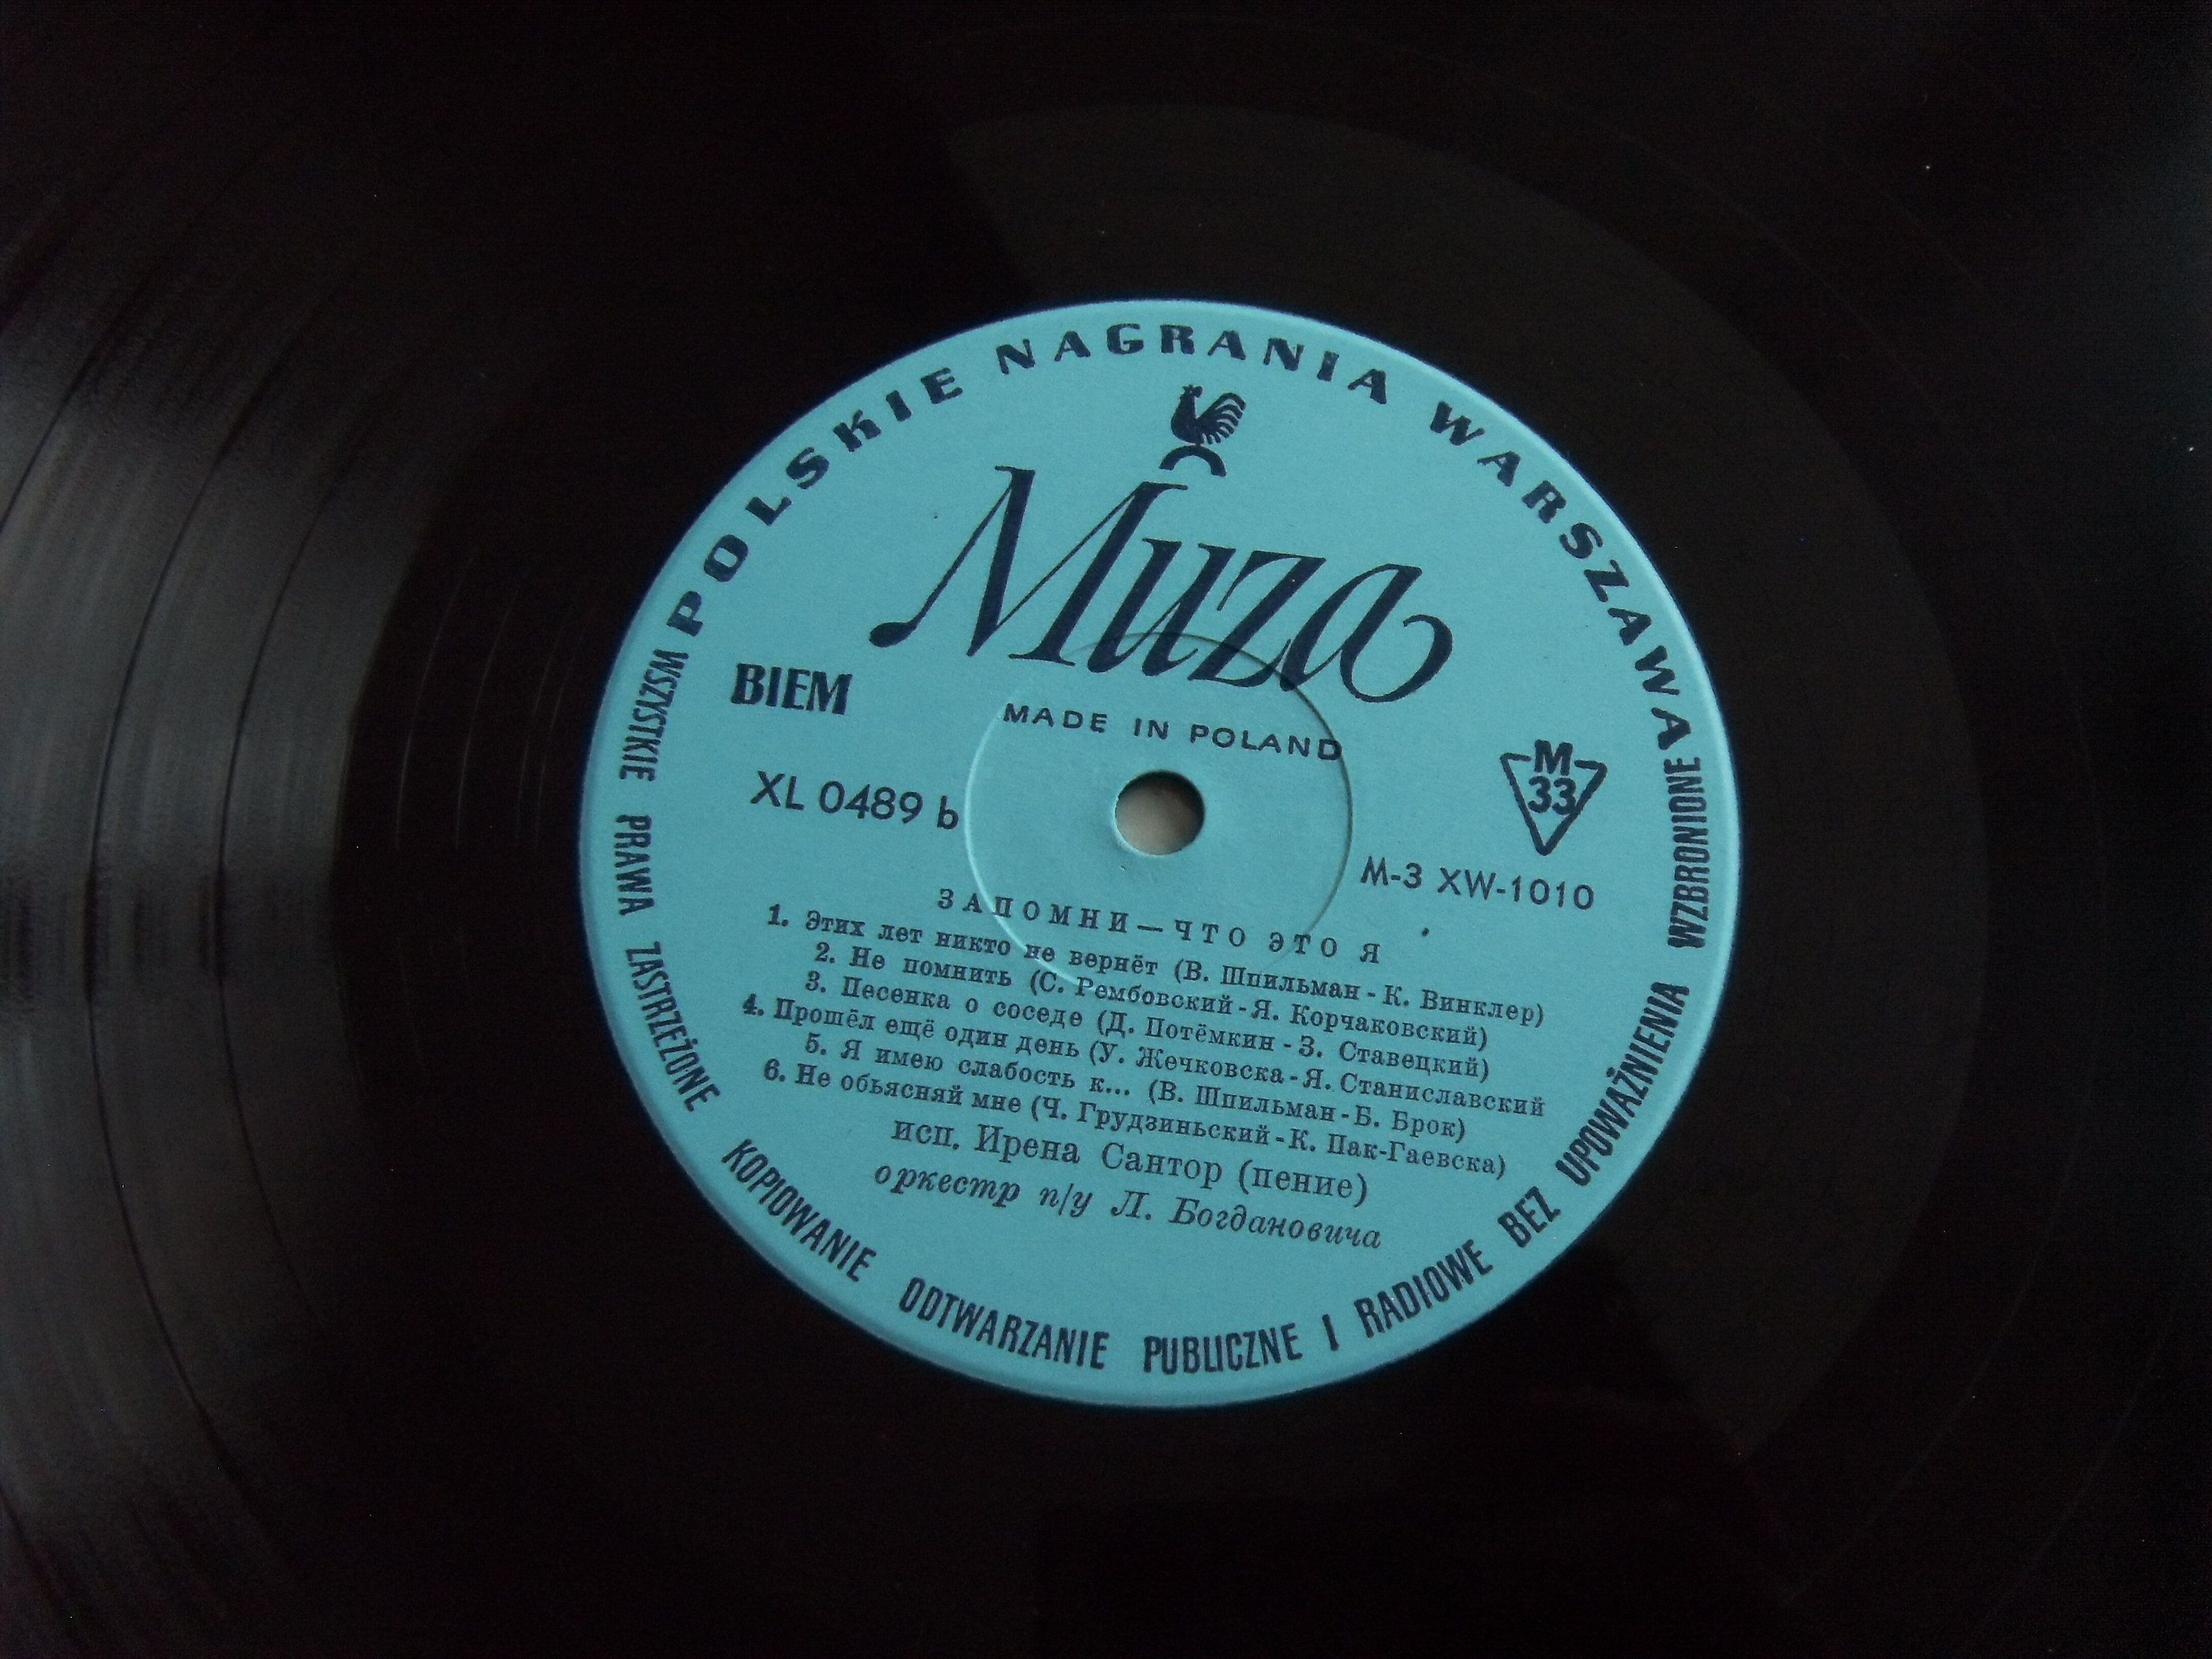 POLSKIE NAGRANIA WARSZAWA
Muza
BIEM
MADE IN POLAND
M
33
XL 0489 b
M-3 XW-1010
ЗАПОМНИ — ЧТО ЭТО Я
1. Этих лет никто не вернёт (В. Шпильман - К. Винклер)
2. Не помнить (С. Рембовский - Я. Корчаковский)
3. Песенка о соседе (Д. Потёмкин - З. Ставецкий)
4. Прошёл ещё один день (У. Жечковска - Я. Станиславский
5. Я имею слабость к... (В. Шпильман - Б. Брок)
6. Не обьясняй мне (Ч. Грудзиньский - К. Пак-Гаевска)
исп. Ирена Сантор (пение)
оркестр п/у Л. Богдановича
WSZYSTKIE PRAWA ZASTRZEŻONE KOPIOWANIE ODTWARZANIE PUBLICZNE I RADIOWE BEZ UPOWAŻNIENIA WZBRONIONE